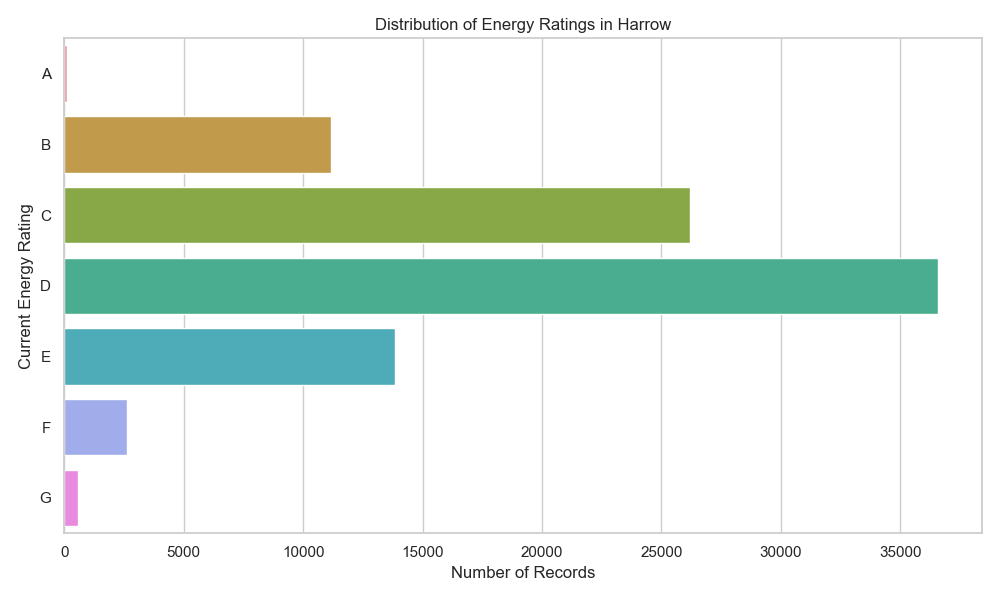 Distribution of Energy Ratings in Harrow
Current Energy Rating
A
B
C
D
E
F
G
0 5000 10000 15000 20000 25000 30000 35000
Number of Records